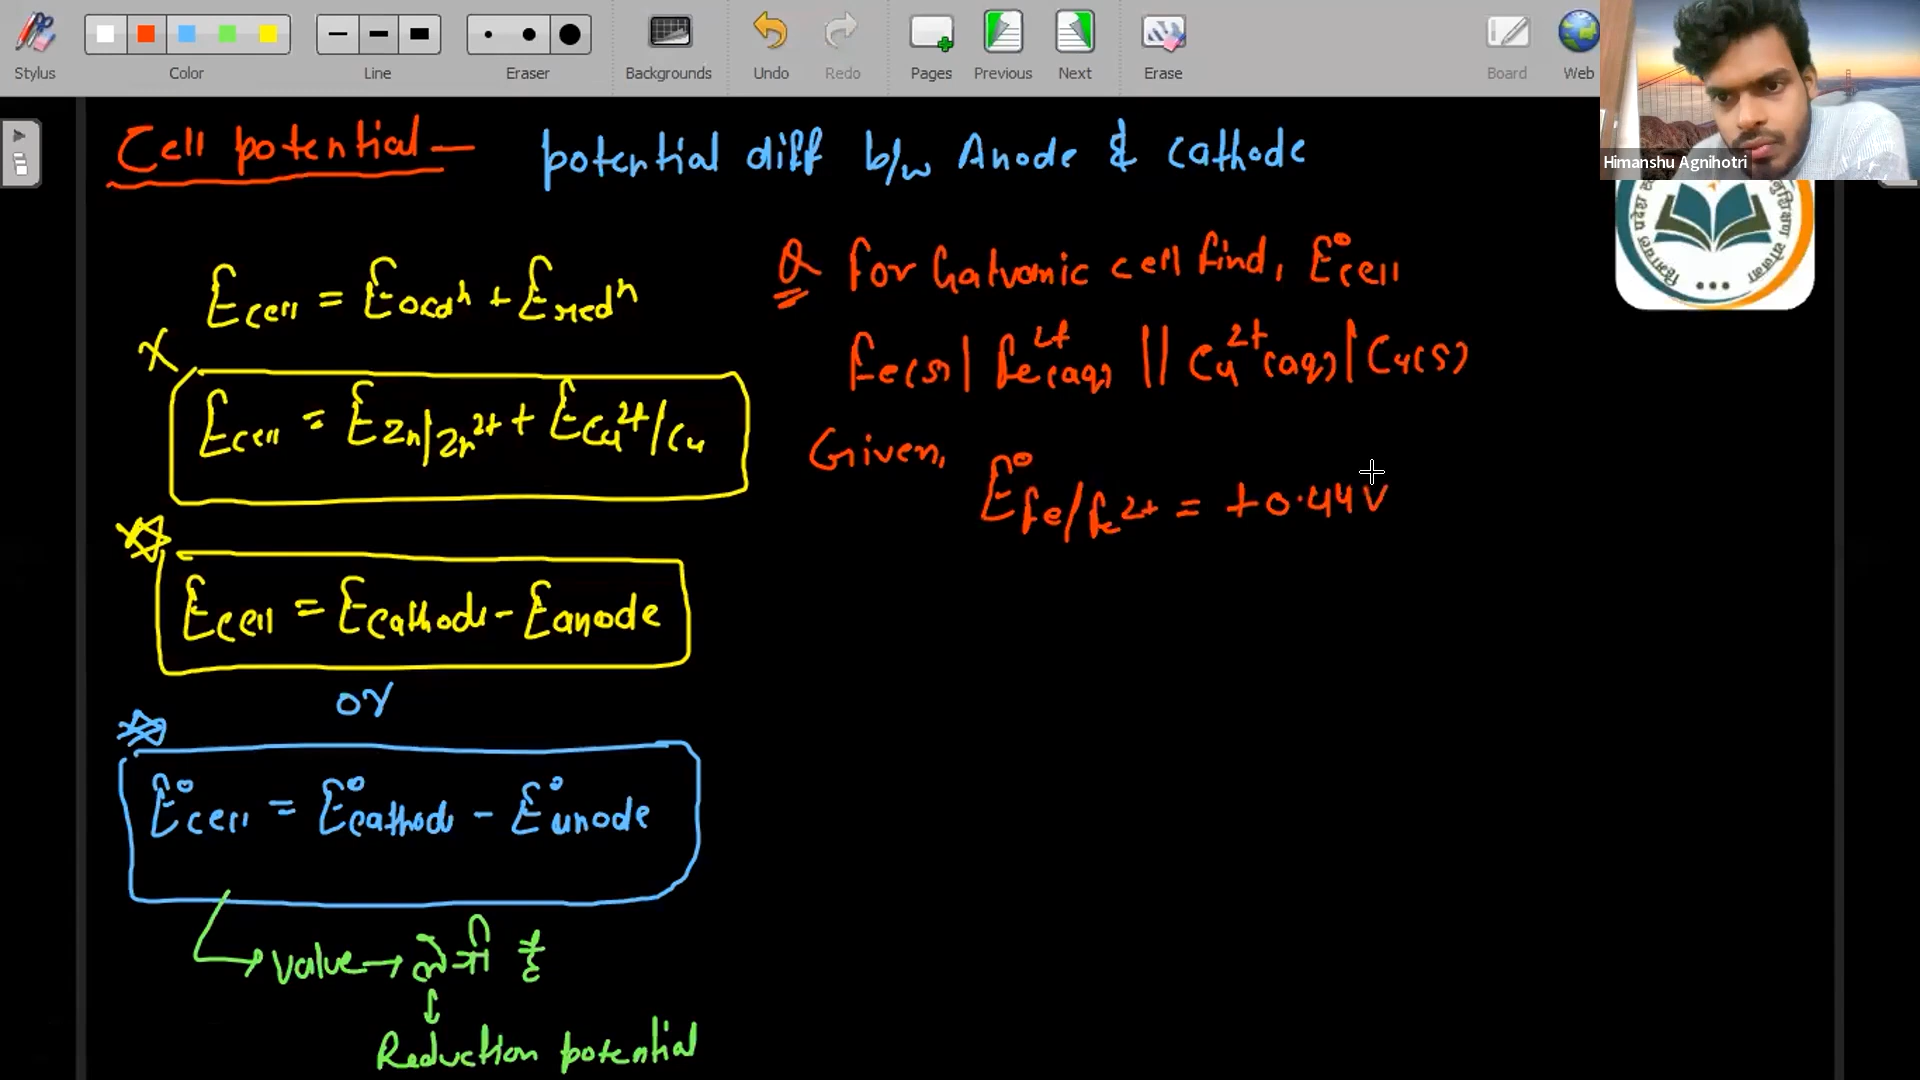 Stylus
Color
Line
Eraser
Backgrounds
Undo
Redo
Pages
Previous
Next
Erase
Board
Web
Himanshu Agnihotri
Cell potential — potential diff b/w Anode & Cathode
Ecell = Eoxdⁿ + Eredⁿ
X
Ecell = EZn/Zn²⁺ + ECu²⁺/Cu
Ecell = Ecathode - Eanode
or
E°cell = E°cathode - E°anode
value →
Reduction potential
Q For Galvanic cell find, E°cell
Fe(s) | Fe²⁺(aq) || Cu²⁺(aq) | Cu(s)
Given,
E°Fe/Fe²⁺ = +0.44V